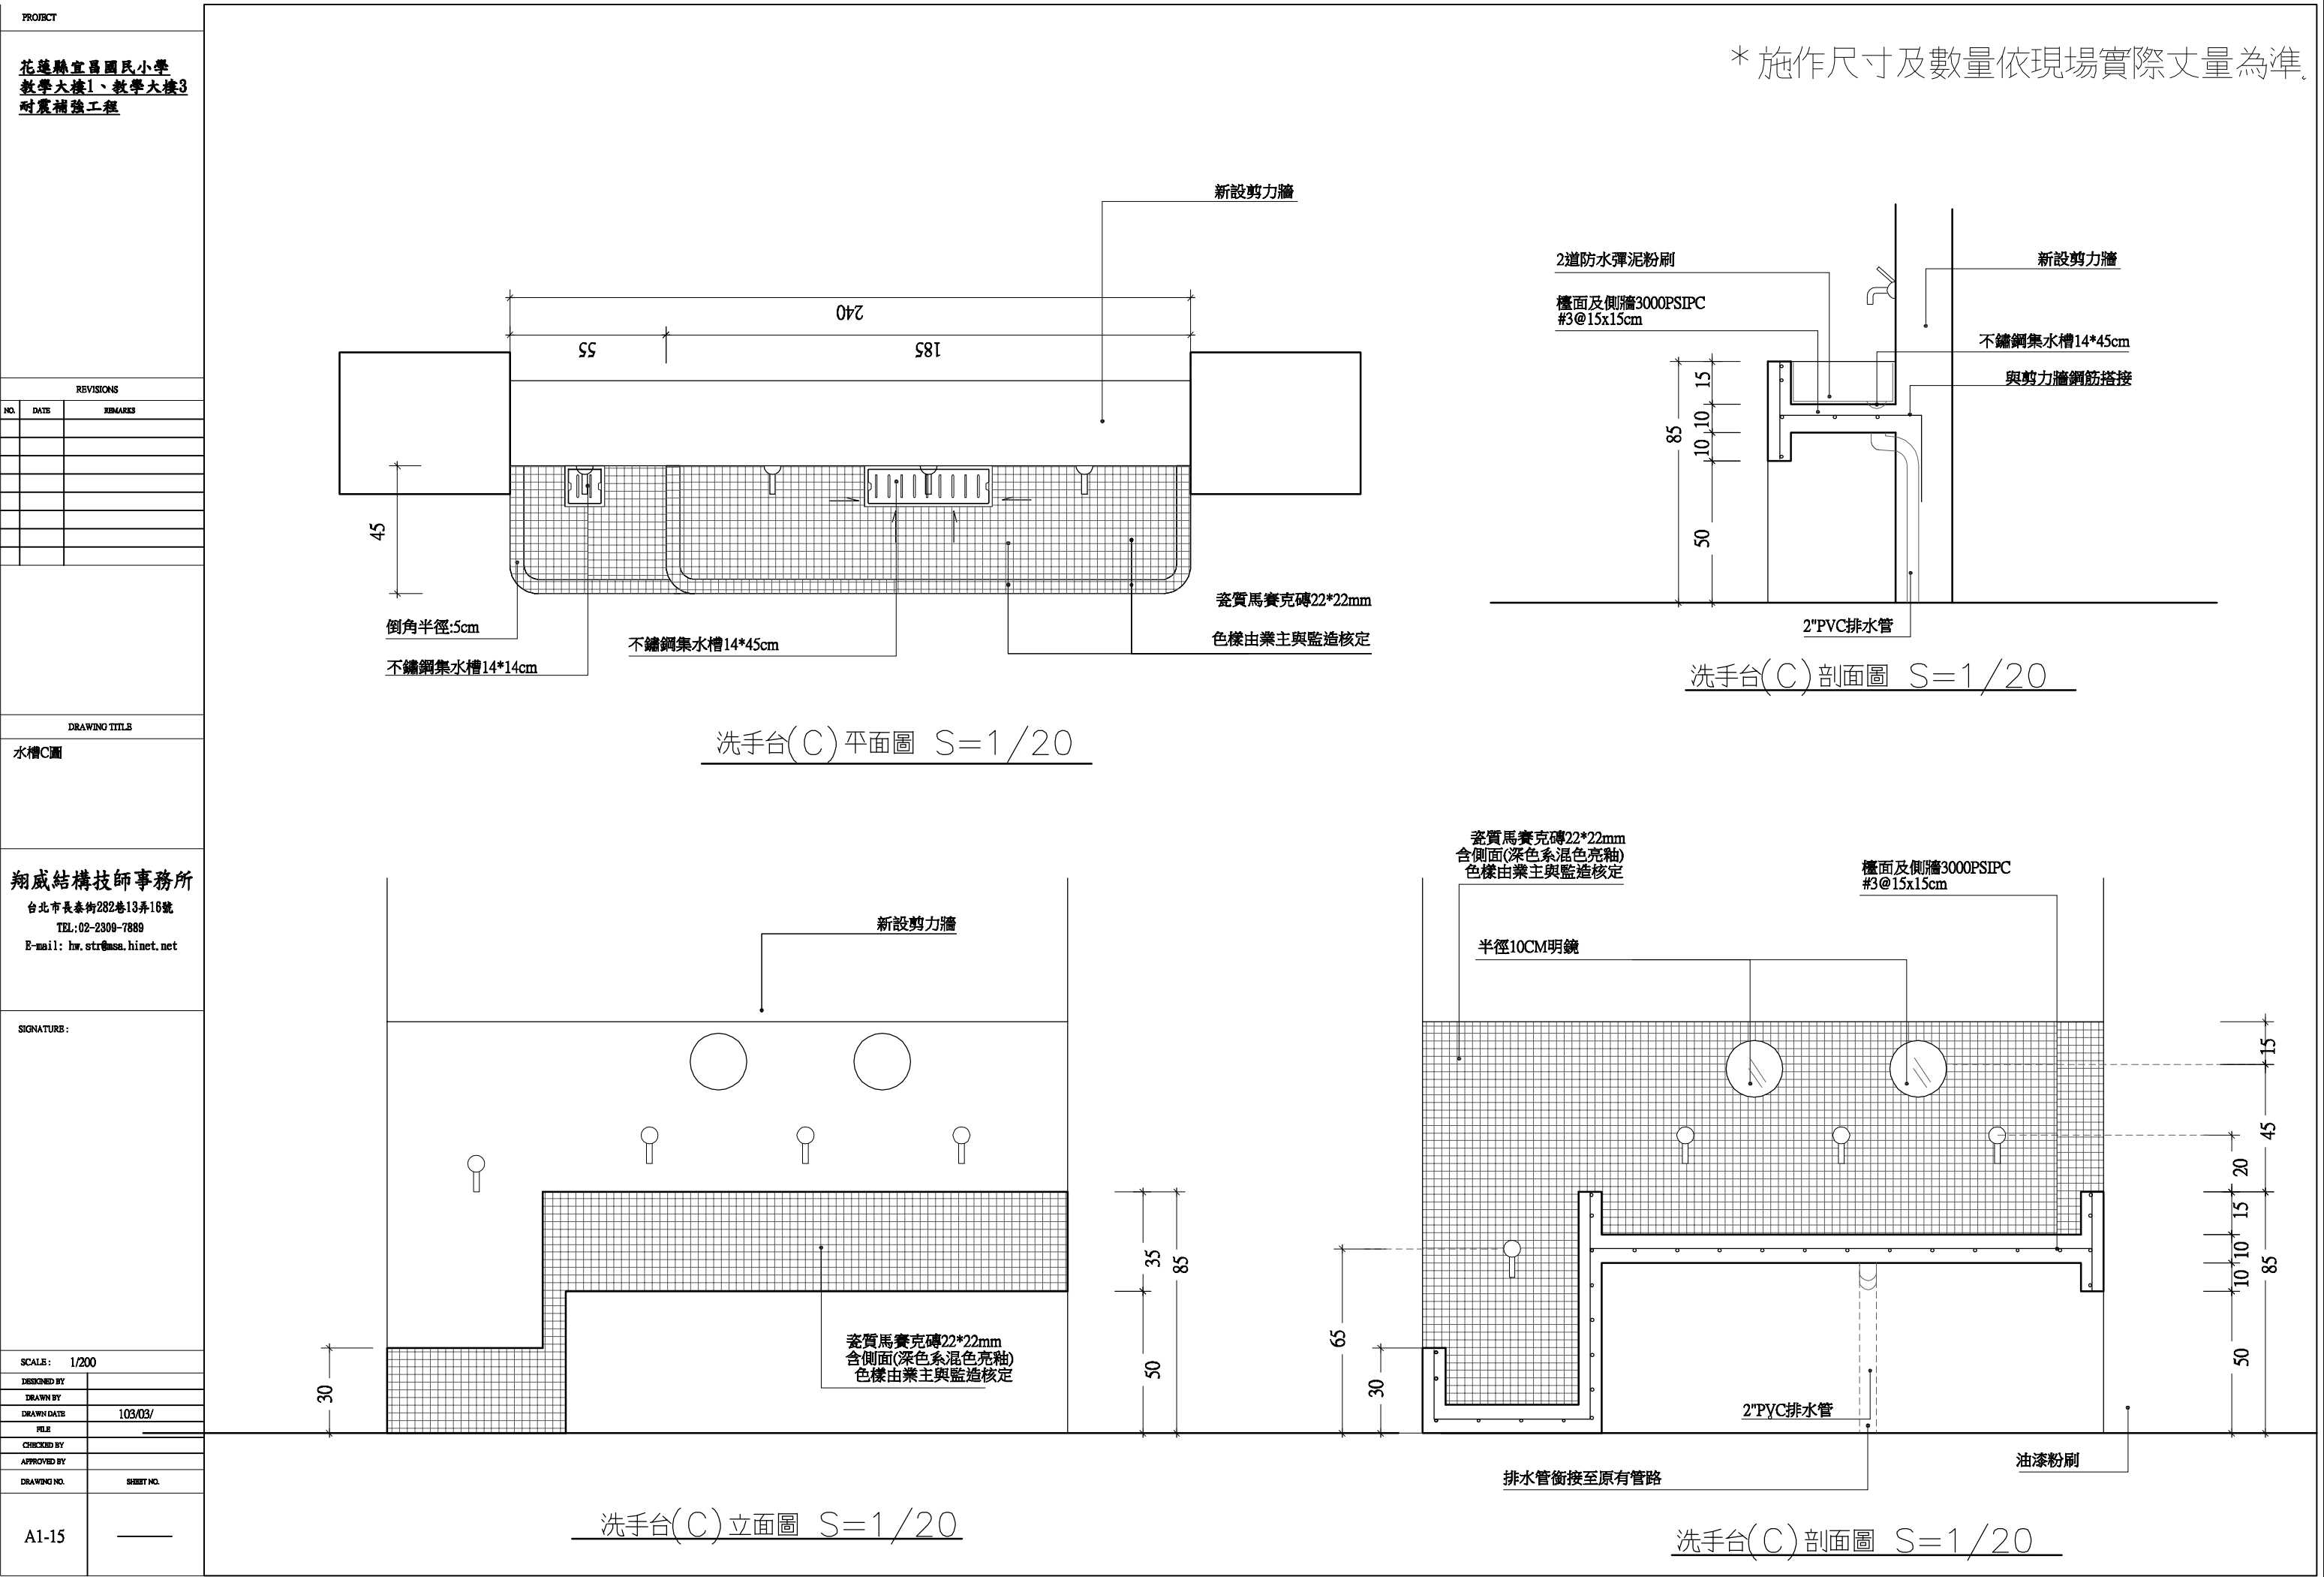 PROJECT
花蓮縣宜昌國民小學
教學大樓1、教學大樓3
耐震補強工程
REVISIONS
NO. DATE REMARKS
DRAWING TITLE
水槽C圖
翔威結構技師事務所
台北市長泰街282巷13弄16號
TEL:02-2309-7889
E-mail: hw.str@msa.hinet.net
SIGNATURE :
SCALE : 1/200
DESIGNED BY
DRAWN BY
DRAWN DATE 103/03/
FILE
CHECKED BY
APPROVED BY
DRAWING NO. SHEET NO.
A1-15
*施作尺寸及數量依現場實際丈量為準.
新設剪力牆
240
55
185
45
倒角半徑:5cm
不鏽鋼集水槽14*14cm
不鏽鋼集水槽14*45cm
瓷質馬賽克磚22*22mm
色樣由業主與監造核定
洗手台(C)平面圖 S=1/20
2道防水彈泥粉刷
檯面及側牆3000PSIPC
#3@15x15cm
新設剪力牆
不鏽鋼集水槽14*45cm
與剪力牆鋼筋搭接
85
15
10
10
50
2"PVC排水管
洗手台(C)剖面圖 S=1/20
新設剪力牆
瓷質馬賽克磚22*22mm
含側面(深色系混色亮釉)
色樣由業主與監造核定
30
35
85
50
洗手台(C)立面圖 S=1/20
瓷質馬賽克磚22*22mm
含側面(深色系混色亮釉)
色樣由業主與監造核定
半徑10CM明鏡
檯面及側牆3000PSIPC
#3@15x15cm
65
30
15
45
20
15
10
10
85
50
2"PVC排水管
排水管銜接至原有管路
油漆粉刷
洗手台(C)剖面圖 S=1/20